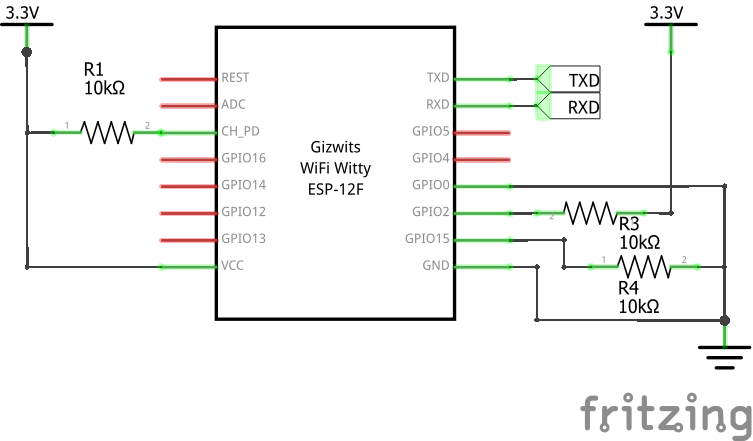 3.3V
3.3V
R1
10kΩ
1
2
REST
ADC
CH_PD
GPIO16
GPIO14
GPIO12
GPIO13
VCC
Gizwits
WiFi Witty
ESP-12F
TXD
RXD
GPIO5
GPIO4
GPIO0
GPIO2
GPIO15
GND
TXD
RXD
2
R3
10kΩ
1
2
R4
10kΩ
fritzing